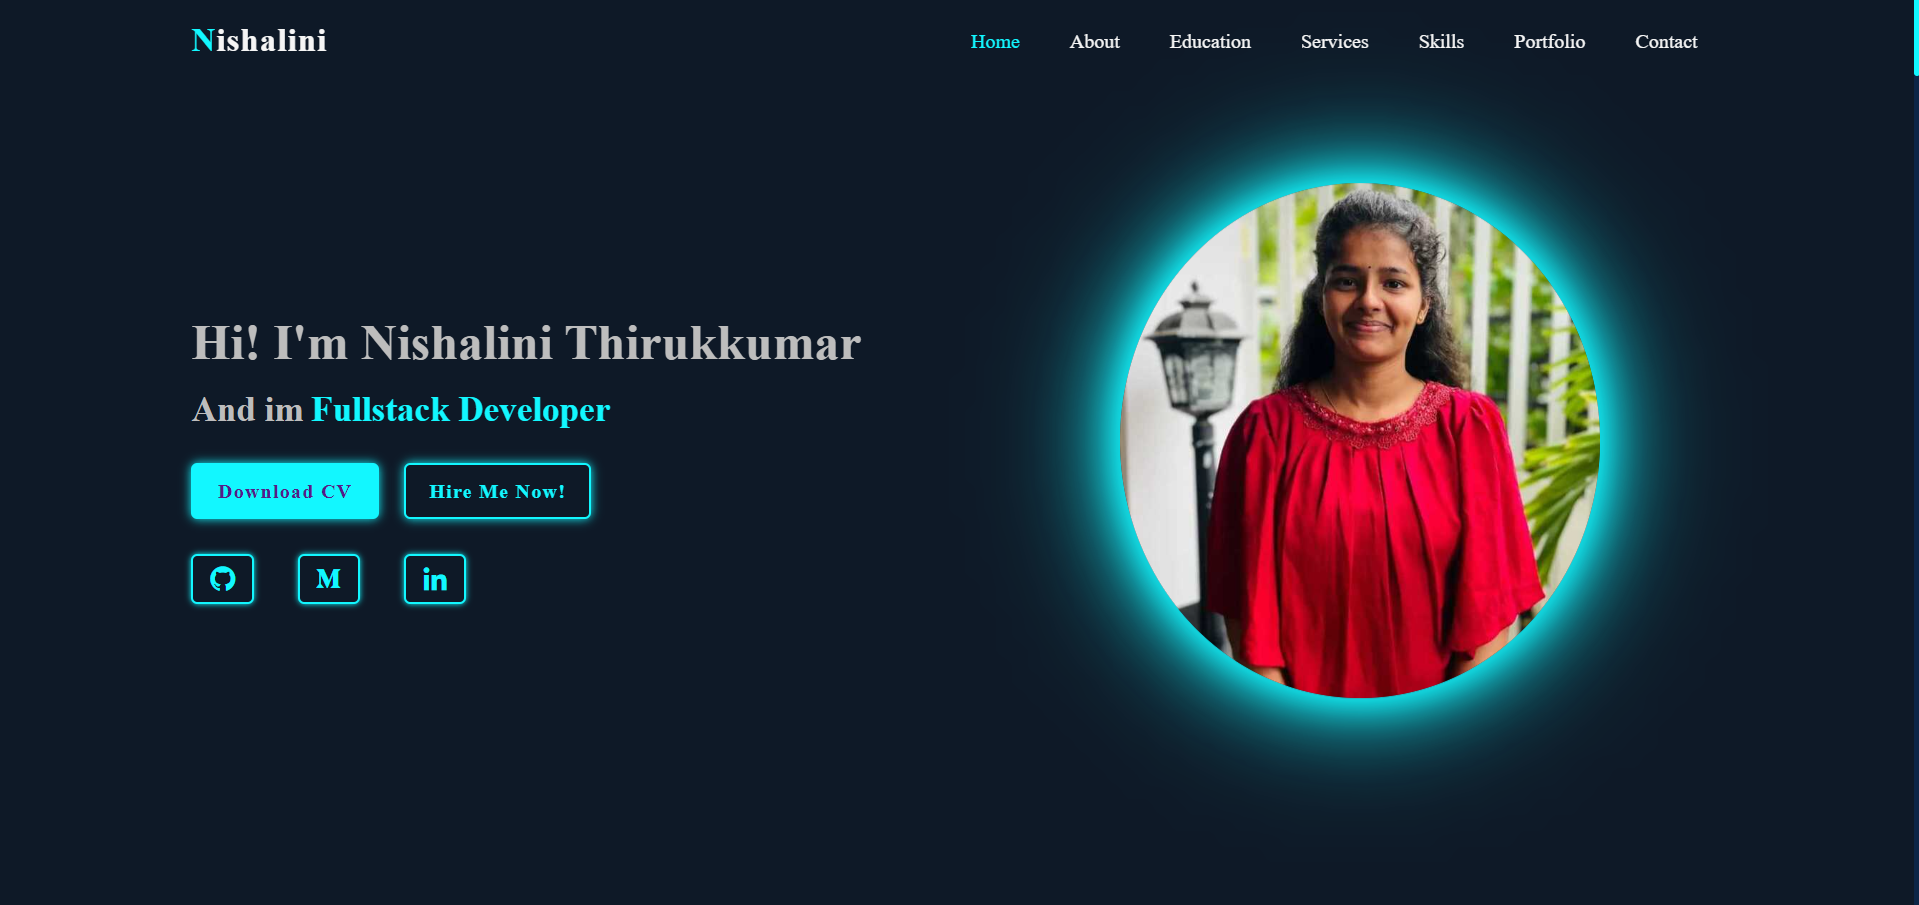 Nishalini
Home About Education Services Skills Portfolio Contact
Hi! I'm Nishalini Thirukkumar
And im Fullstack Developer
Download CV Hire Me Now!
M in